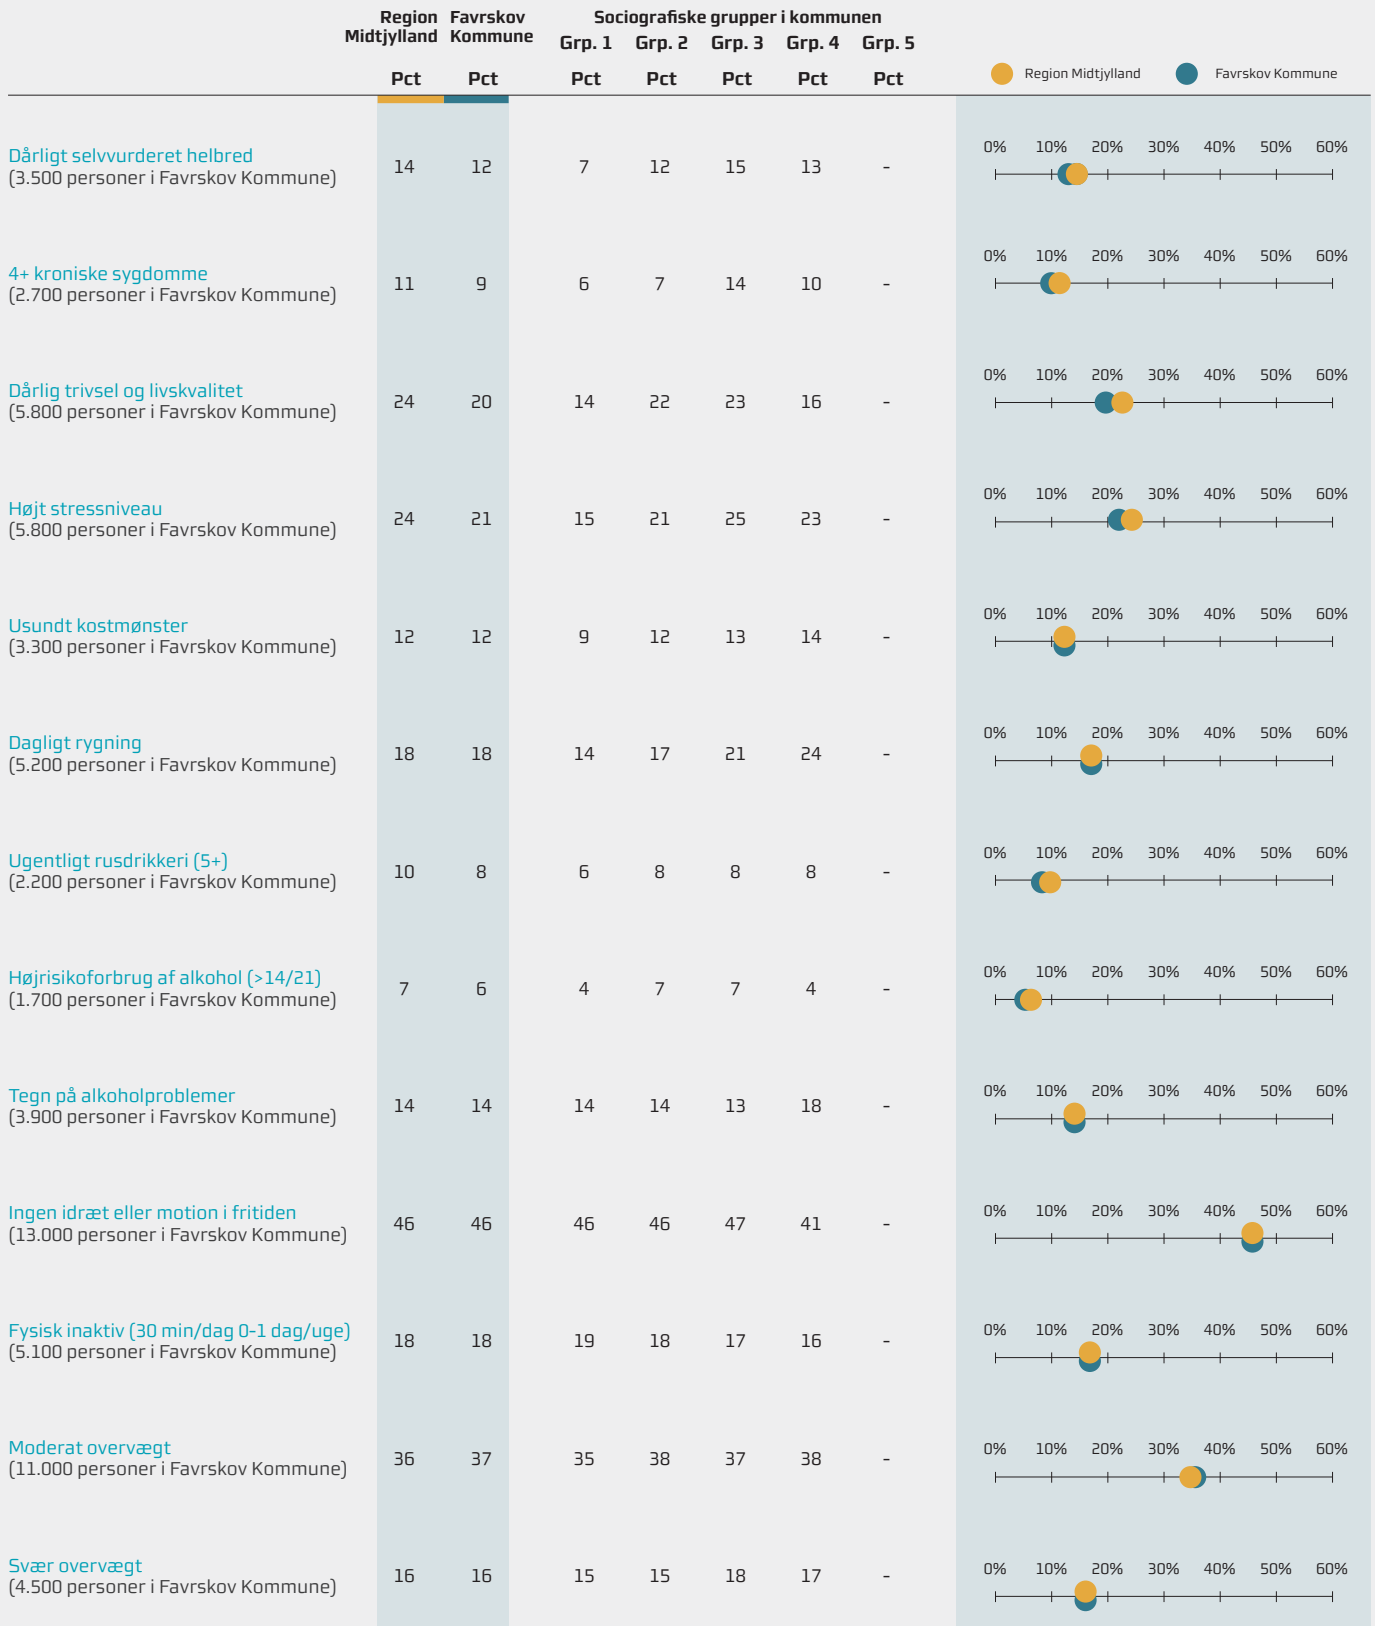 Region Favrskov Sociografiske grupper i kommunen
Midtjylland Kommune Grp. 1 Grp. 2 Grp. 3 Grp. 4 Grp. 5
Pct Pct Pct Pct Pct Pct Pct Region Midtjylland Favrskov Kommune
Dårligt selvvurderet helbred
(3.500 personer i Favrskov Kommune)
14 12 7 12 15 13 -
0% 10% 20% 30% 40% 50% 60%
4+ kroniske sygdomme
(2.700 personer i Favrskov Kommune)
11 9 6 7 14 10 -
0% 10% 20% 30% 40% 50% 60%
Dårlig trivsel og livskvalitet
(5.800 personer i Favrskov Kommune)
24 20 14 22 23 16 -
0% 10% 20% 30% 40% 50% 60%
Højt stressniveau
(5.800 personer i Favrskov Kommune)
24 21 15 21 25 23 -
0% 10% 20% 30% 40% 50% 60%
Usundt kostmønster
(3.300 personer i Favrskov Kommune)
12 12 9 12 13 14 -
0% 10% 20% 30% 40% 50% 60%
Dagligt rygning
(5.200 personer i Favrskov Kommune)
18 18 14 17 21 24 -
0% 10% 20% 30% 40% 50% 60%
Ugentligt rusdrikkeri (5+)
(2.200 personer i Favrskov Kommune)
10 8 6 8 8 8 -
0% 10% 20% 30% 40% 50% 60%
Højrisikoforbrug af alkohol (>14/21)
(1.700 personer i Favrskov Kommune)
7 6 4 7 7 4 -
0% 10% 20% 30% 40% 50% 60%
Tegn på alkoholproblemer
(3.900 personer i Favrskov Kommune)
14 14 14 14 13 18 -
0% 10% 20% 30% 40% 50% 60%
Ingen idræt eller motion i fritiden
(13.000 personer i Favrskov Kommune)
46 46 46 46 47 41 -
0% 10% 20% 30% 40% 50% 60%
Fysisk inaktiv (30 min/dag 0-1 dag/uge)
(5.100 personer i Favrskov Kommune)
18 18 19 18 17 16 -
0% 10% 20% 30% 40% 50% 60%
Moderat overvægt
(11.000 personer i Favrskov Kommune)
36 37 35 38 37 38 -
0% 10% 20% 30% 40% 50% 60%
Svær overvægt
(4.500 personer i Favrskov Kommune)
16 16 15 15 18 17 -
0% 10% 20% 30% 40% 50% 60%